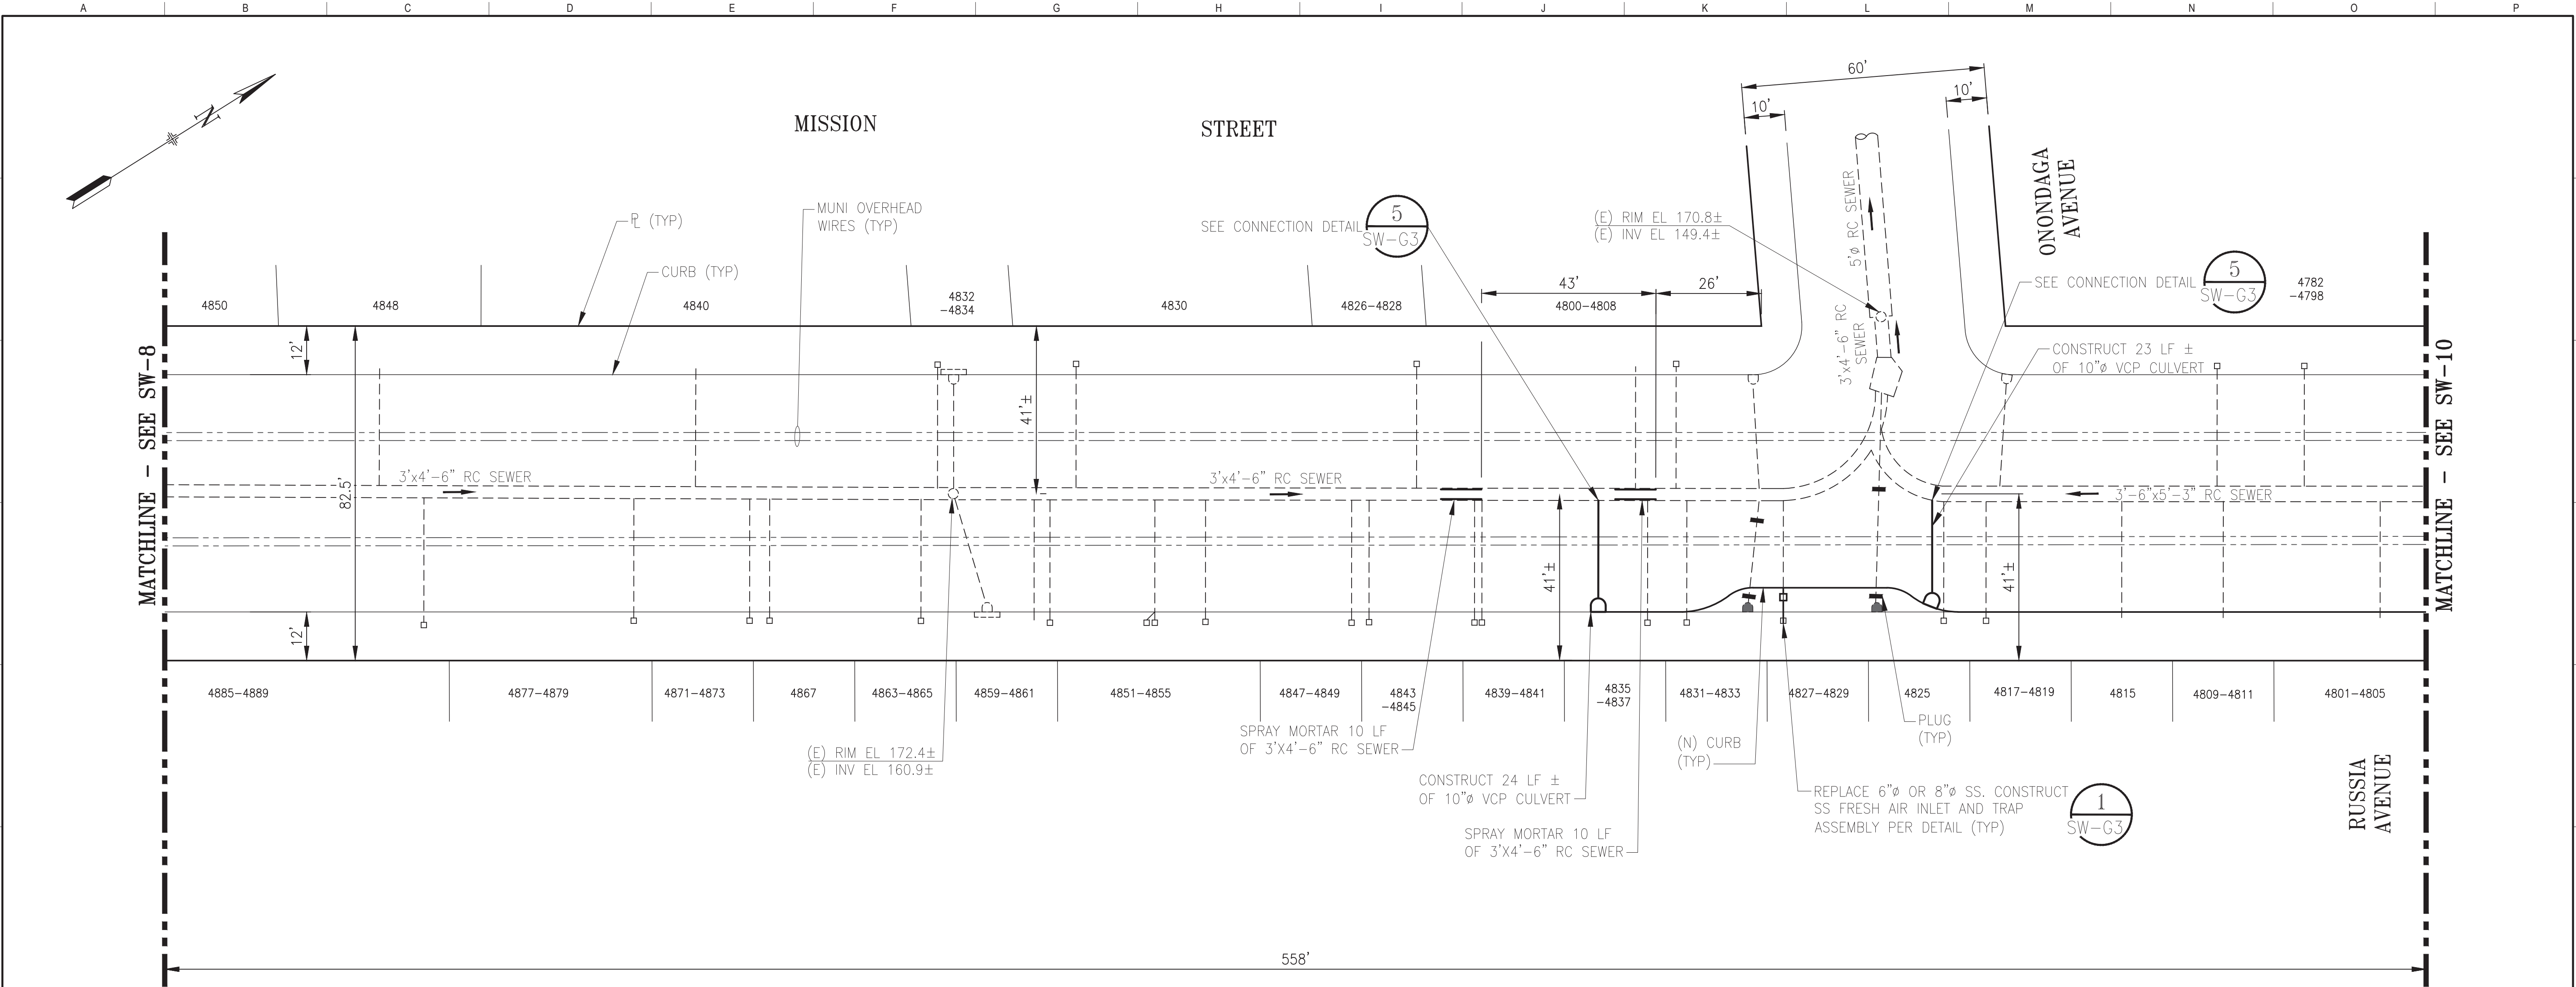 A B C D E F G H I J K L M N O P
N
MISSION STREET
60'
10'
10'
ONONDAGA
AVENUE
5'ø RC SEWER
3'x4'-6" RC
SEWER
℄ (TYP)
CURB (TYP)
MUNI OVERHEAD
WIRES (TYP)
SEE CONNECTION DETAIL
5
SW-G3
(E) RIM EL 170.8±
(E) INV EL 149.4±
SEE CONNECTION DETAIL
5
SW-G3
4782
-4798
43'
26'
4850
4848
4840
4832
-4834
4830
4826-4828
4800-4808
CONSTRUCT 23 LF ±
OF 10"ø VCP CULVERT
MATCHLINE - SEE SW-8
MATCHLINE - SEE SW-10
12'
82.5'
41'±
3'x4'-6" RC SEWER
3'x4'-6" RC SEWER
3'-6"x5'-3" RC SEWER
41'±
41'±
12'
4885-4889
4877-4879
4871-4873
4867
4863-4865
4859-4861
4851-4855
4847-4849
4843
-4845
4839-4841
4835
-4837
4831-4833
4827-4829
4825
4817-4819
4815
4809-4811
4801-4805
(E) RIM EL 172.4±
(E) INV EL 160.9±
SPRAY MORTAR 10 LF
OF 3'X4'-6" RC SEWER
CONSTRUCT 24 LF ±
OF 10"ø VCP CULVERT
SPRAY MORTAR 10 LF
OF 3'X4'-6" RC SEWER
(N) CURB
(TYP)
PLUG
(TYP)
REPLACE 6"ø OR 8"ø SS. CONSTRUCT
SS FRESH AIR INLET AND TRAP
ASSEMBLY PER DETAIL (TYP)
1
SW-G3
RUSSIA
AVENUE
558'